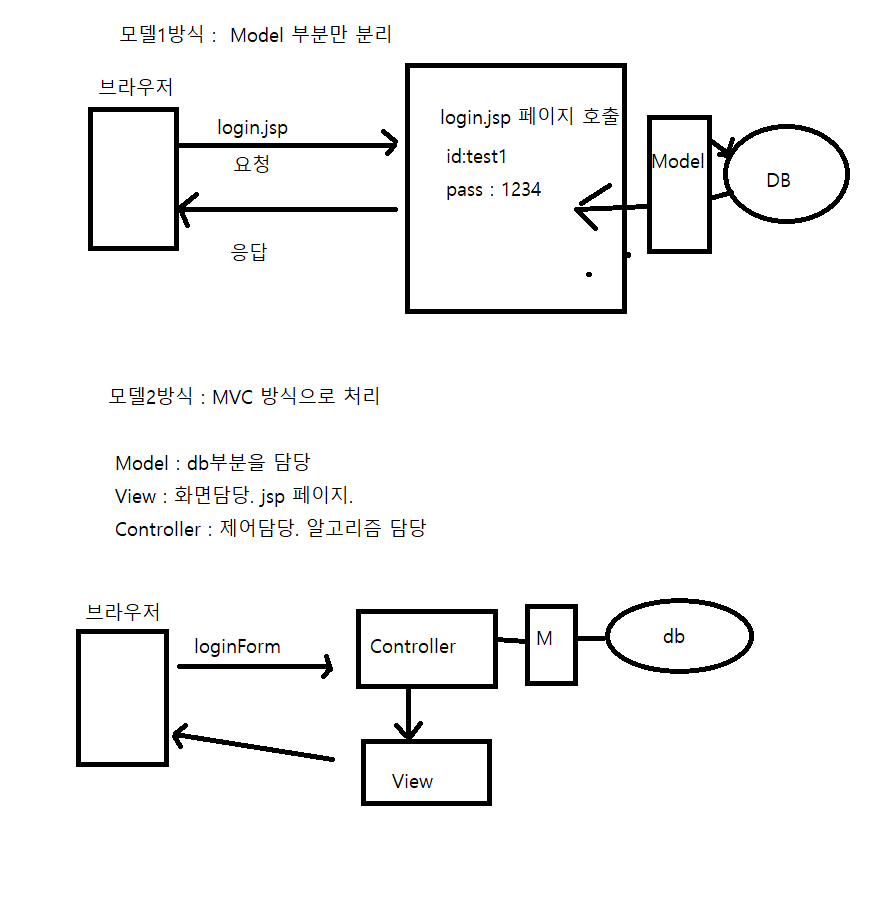 모델1방식 : Model 부분만 분리
브라우저
login.jsp
요청
응답
login.jsp 페이지 호출
id:test1
pass : 1234
Model
DB
모델2방식 : MVC 방식으로 처리
Model : db부분을 담당
View : 화면담당. jsp 페이지.
Controller : 제어담당. 알고리즘 담당
브라우저
loginForm
Controller
M
db
View